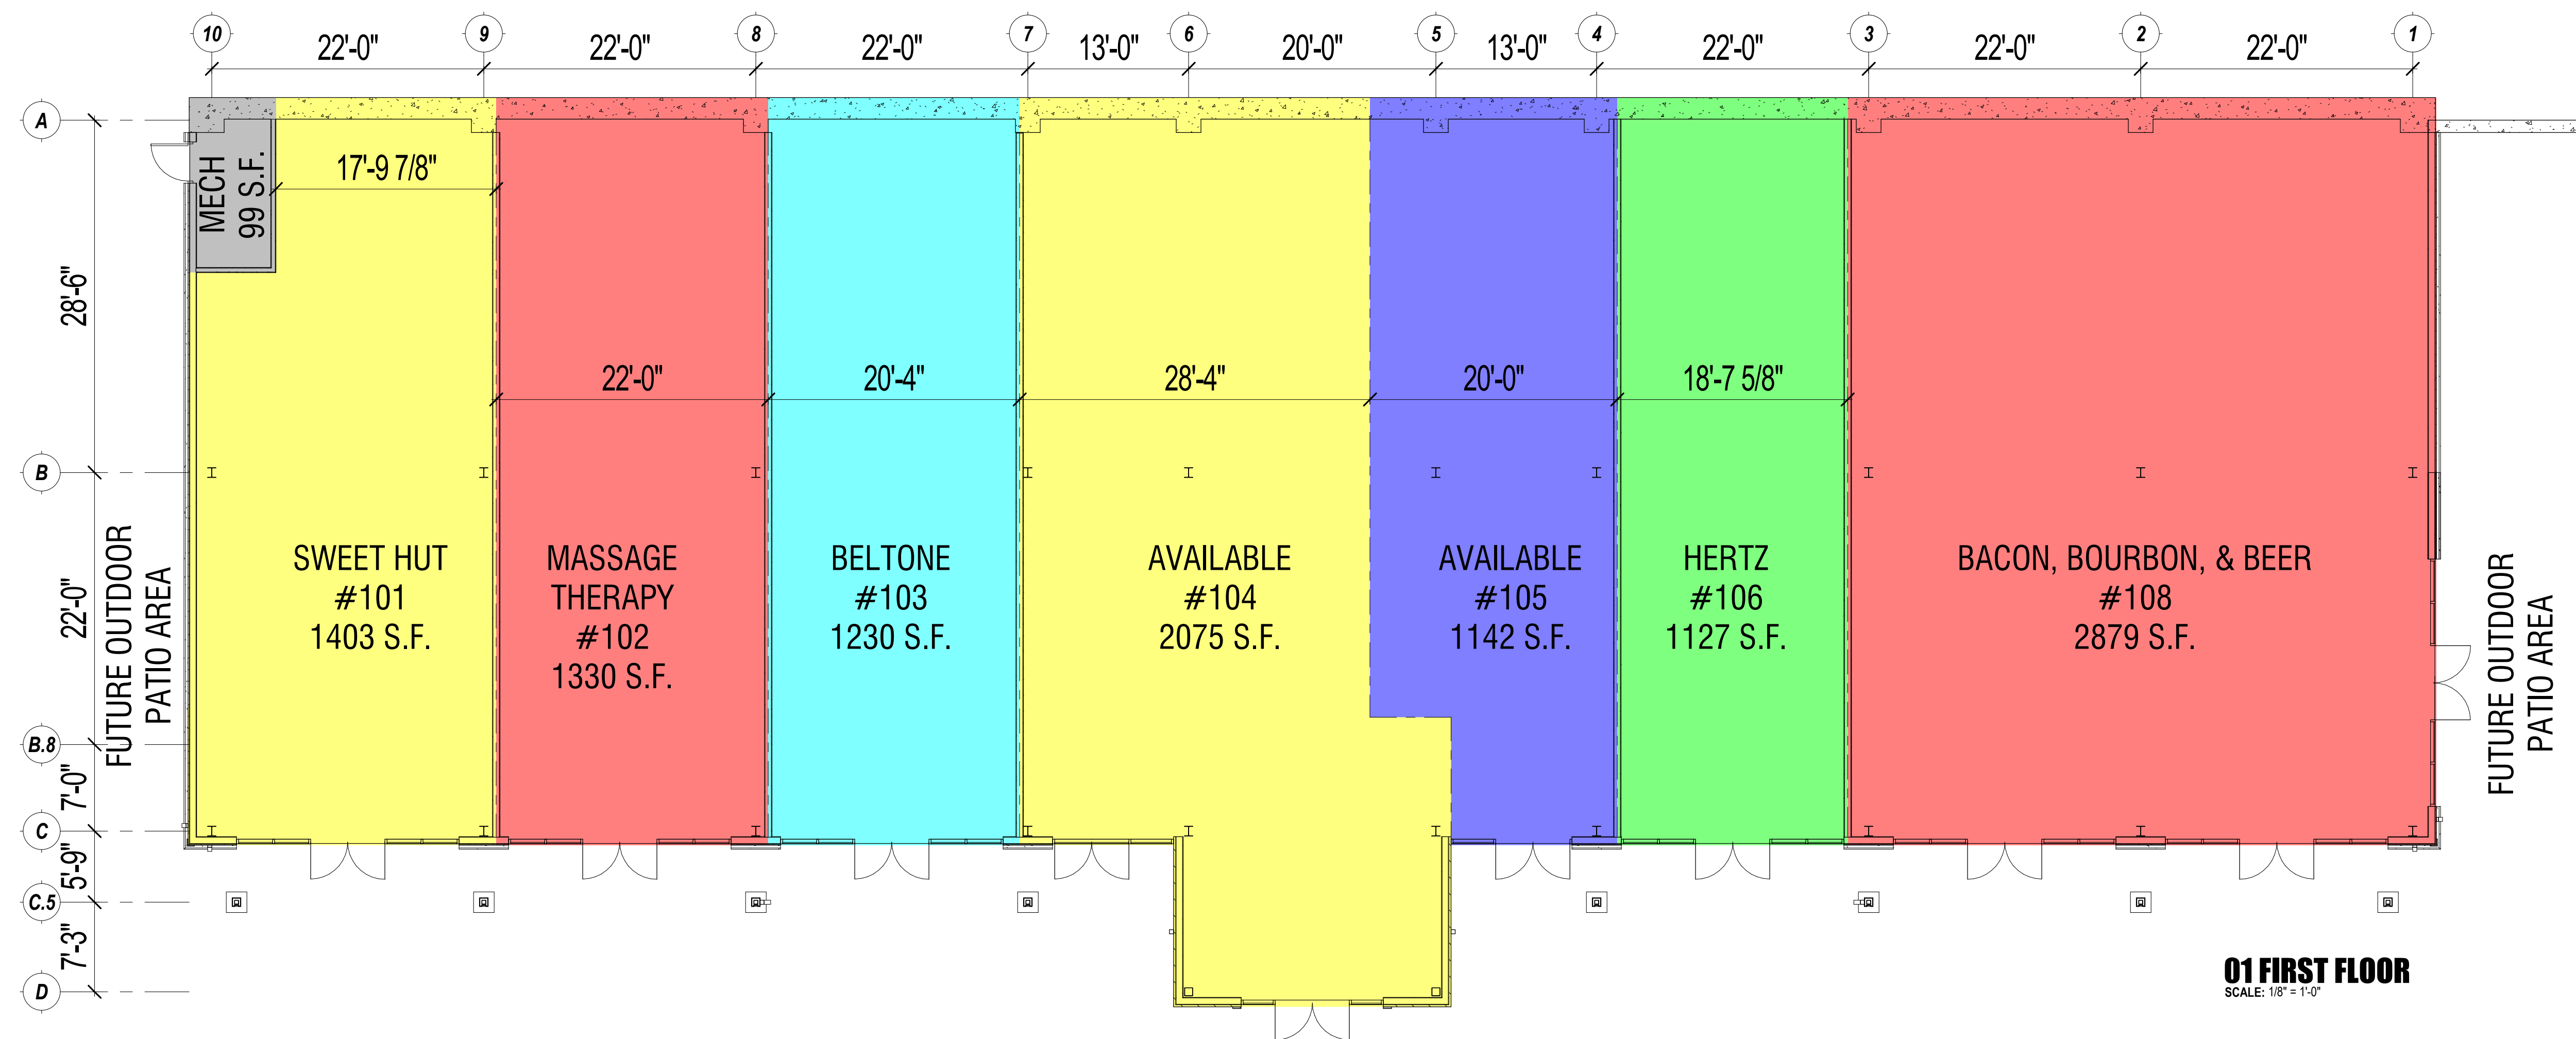 10 9 8 7 6 5 4 3 2 1
22'-0" 22'-0" 22'-0" 13'-0" 20'-0" 13'-0" 22'-0" 22'-0" 22'-0"
A
B
B.8
C
C.5
D
28'-6"
22'-0"
7'-0"
5'-9"
7'-3"
FUTURE OUTDOOR
PATIO AREA
MECH
99 S.F.
17'-9 7/8"
22'-0" 20'-4" 28'-4" 20'-0" 18'-7 5/8"
SWEET HUT
#101
1403 S.F.
MASSAGE
THERAPY
#102
1330 S.F.
BELTONE
#103
1230 S.F.
AVAILABLE
#104
2075 S.F.
AVAILABLE
#105
1142 S.F.
HERTZ
#106
1127 S.F.
BACON, BOURBON, & BEER
#108
2879 S.F.
FUTURE OUTDOOR
PATIO AREA
01 FIRST FLOOR
SCALE: 1/8" = 1'-0"